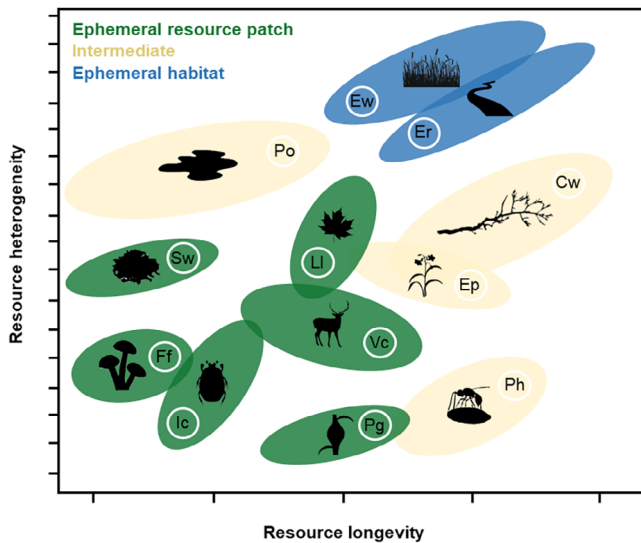 Ephemeral resource patch
Intermediate
Ephemeral habitat
Ew
Er
Po
Cw
Sw
Ll
Ep
Vc
Ff
Ic
Pg
Ph
Resource heterogeneity
Resource longevity